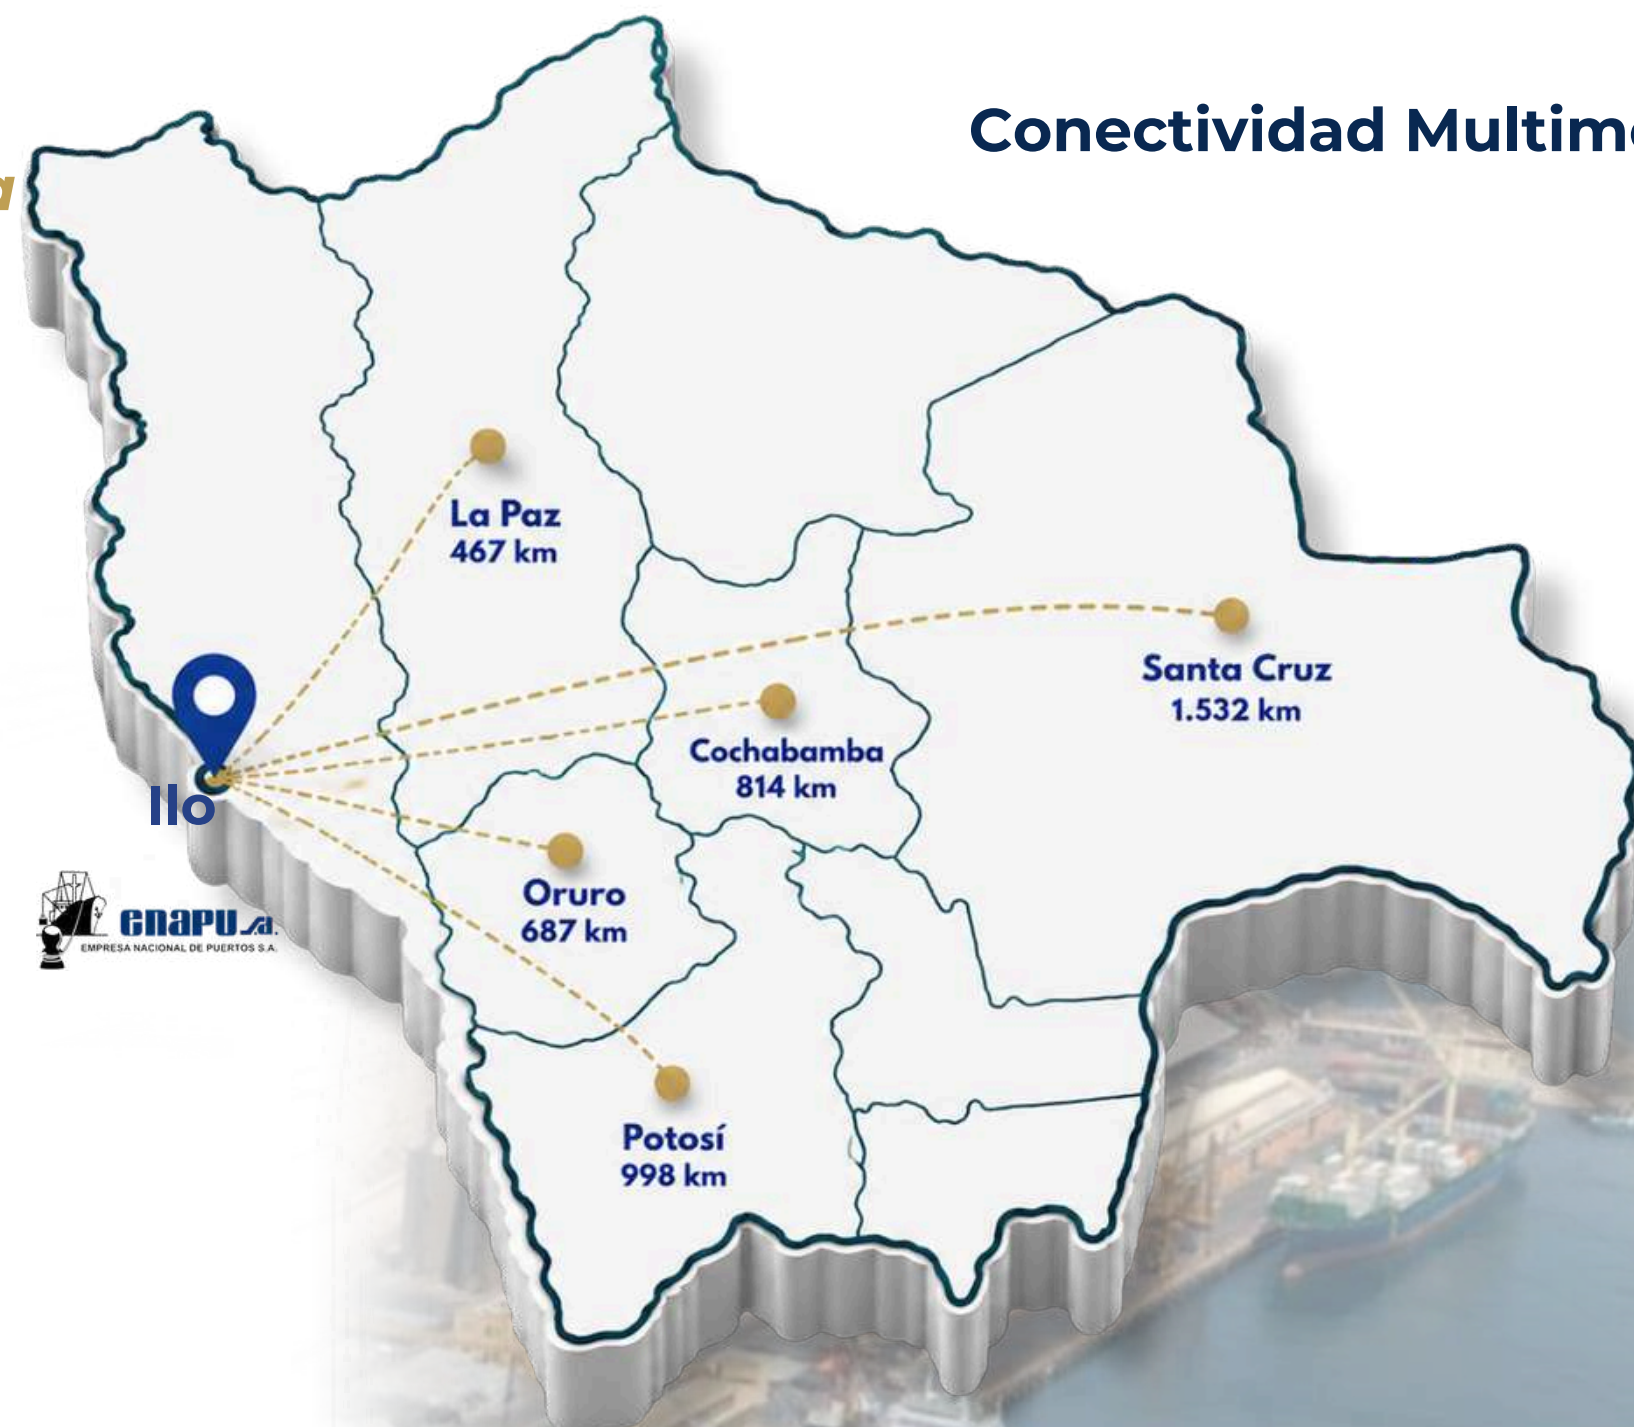 Conectividad
La Paz
467 km
Santa Cruz
1.532 km
Cochabamba
814 km
Ilo
Oruro
687 km
enapu s.a.
EMPRESA NACIONAL DE PUERTOS S.A.
Potosí
998 km